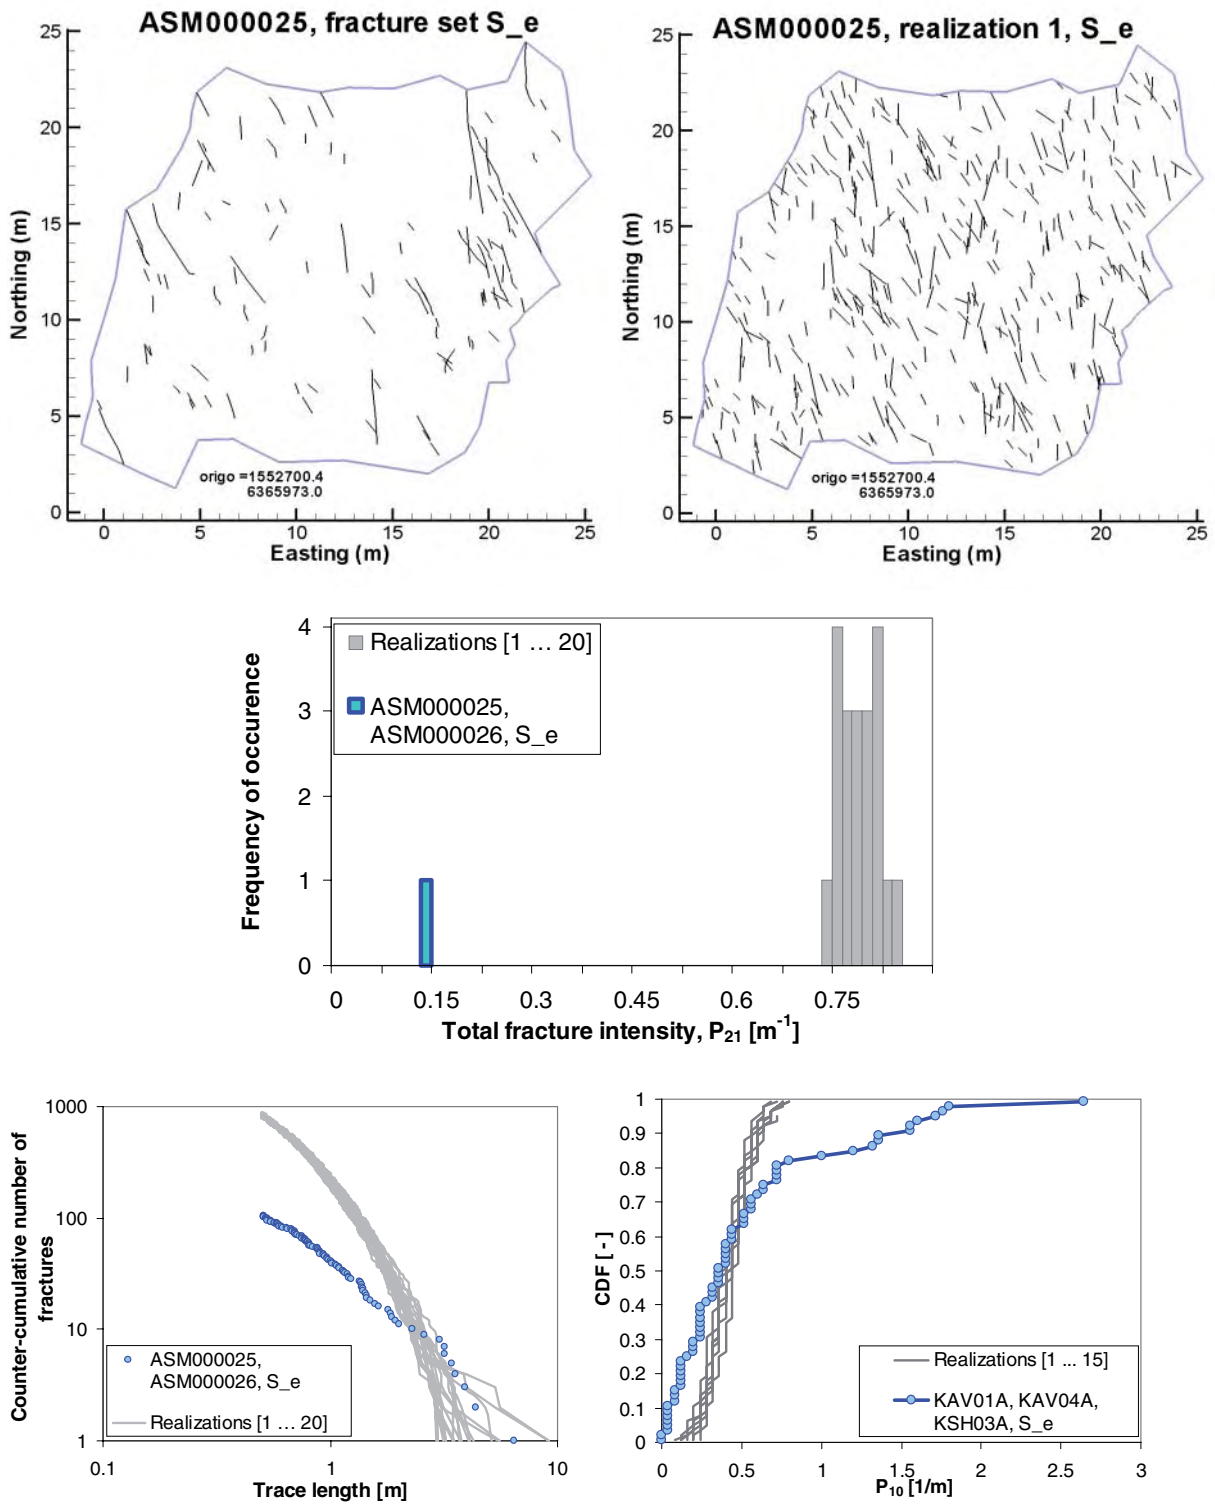 ASM000025, fracture set S_e
25
20
15
10
5
0
Northing (m)
origo =1552700.4
6365973.0
0 5 10 15 20 25
Easting (m)
ASM000025, realization 1, S_e
25
20
15
10
5
0
Northing (m)
origo =1552700.4
6365973.0
0 5 10 15 20 25
Easting (m)
4
3
2
1
0
Frequency of occurence
Realizations [1 … 20]
ASM000025,
ASM000026, S_e
0 0.15 0.3 0.45 0.6 0.75
Total fracture intensity, P21 [m-1]
1000
100
10
1
Counter-cumulative number of
fractures
ASM000025,
ASM000026, S_e
Realizations [1 … 20]
0.1 1 10
Trace length [m]
1
0.9
0.8
0.7
0.6
0.5
0.4
0.3
0.2
0.1
0
CDF [ - ]
Realizations [1 ... 15]
KAV01A, KAV04A,
KSH03A, S_e
0 0.5 1 1.5 2 2.5 3
P10 [1/m]